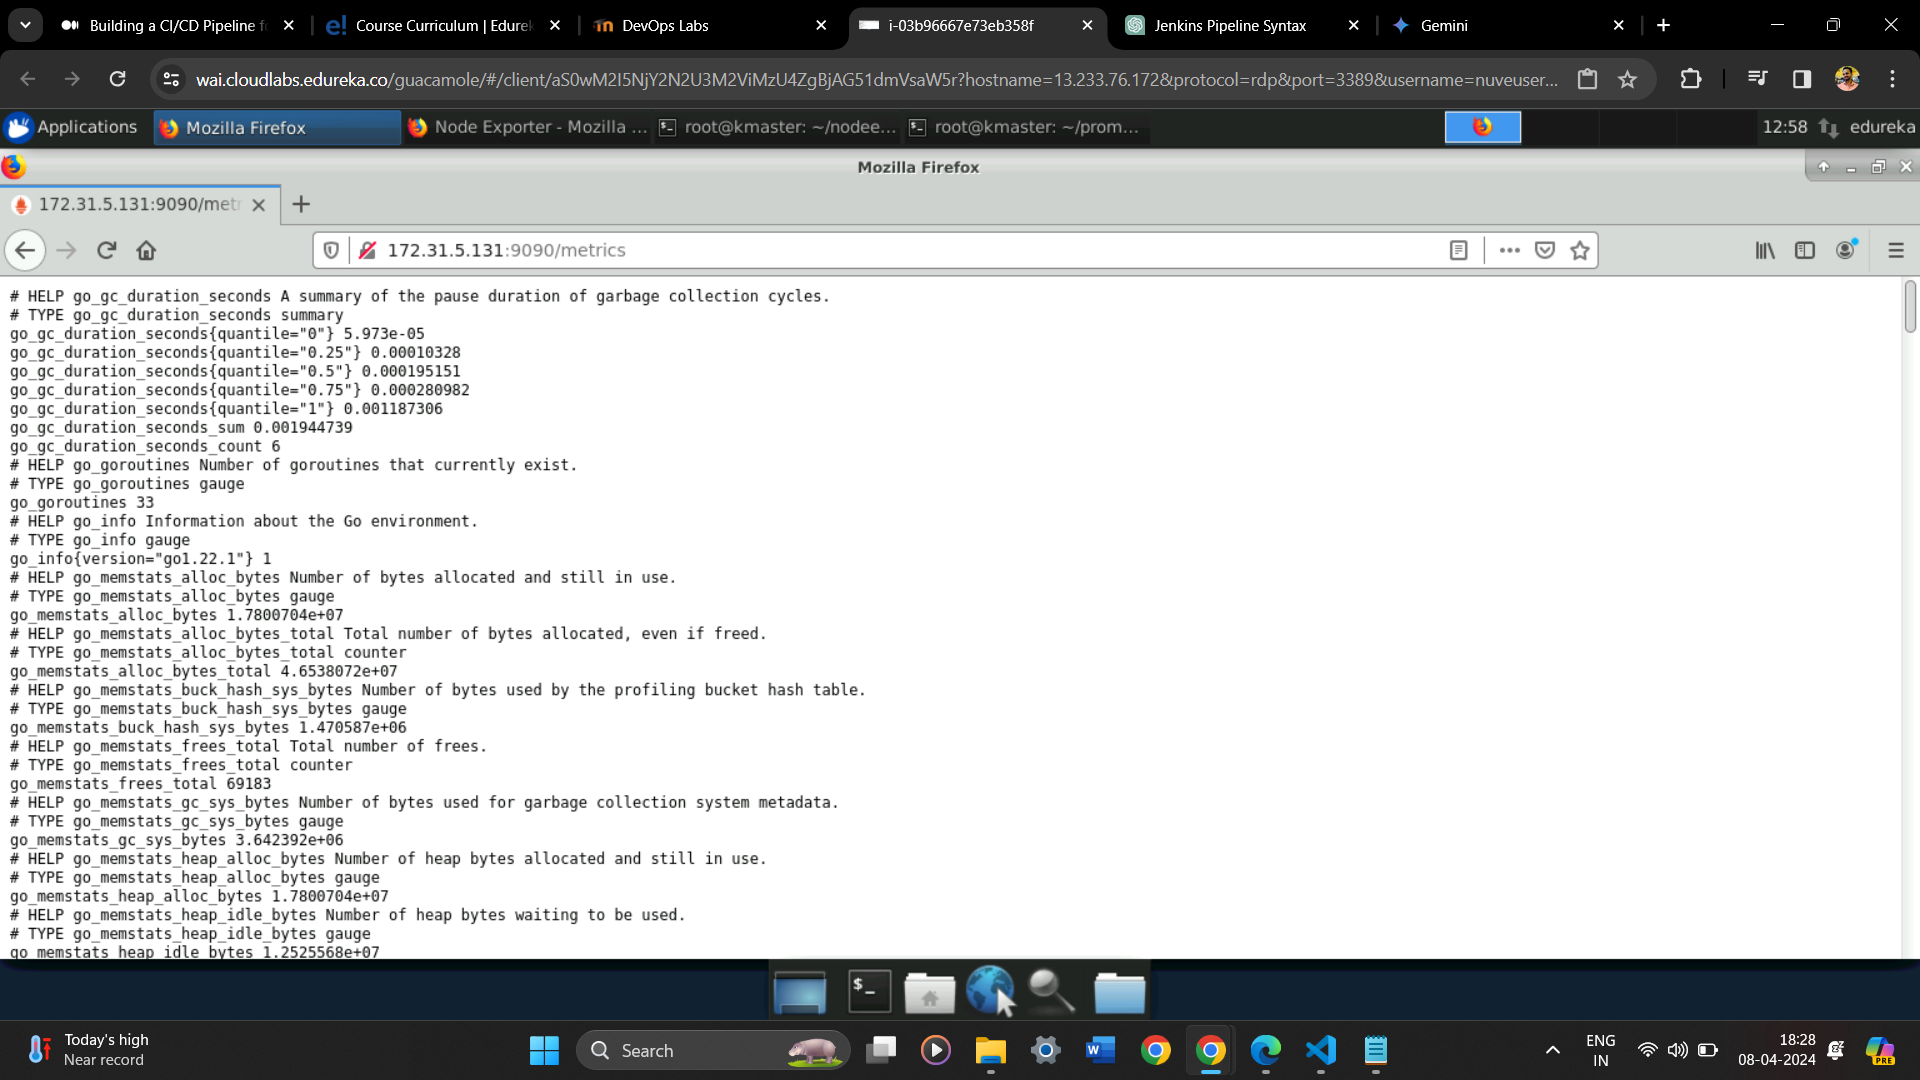 Building a CI/CD Pipeline f
Course Curriculum | Edurek
DevOps Labs
i-03b96667e73eb358f
Jenkins Pipeline Syntax
Gemini
wai.cloudlabs.edureka.co/guacamole/#/client/aS0wM2I5NjY2N2U3M2ViMzU4ZgBjAG51dmVsaW5r?hostname=13.233.76.172&protocol=rdp&port=3389&username=nuveuser...
Applications
Mozilla Firefox
Node Exporter - Mozilla ...
root@kmaster: ~/nodee...
root@kmaster: ~/prom...
12:58
edureka
Mozilla Firefox
172.31.5.131:9090/metr
172.31.5.131:9090/metrics
# HELP go_gc_duration_seconds A summary of the pause duration of garbage collection cycles.
# TYPE go_gc_duration_seconds summary
go_gc_duration_seconds{quantile="0"} 5.973e-05
go_gc_duration_seconds{quantile="0.25"} 0.00010328
go_gc_duration_seconds{quantile="0.5"} 0.000195151
go_gc_duration_seconds{quantile="0.75"} 0.000280982
go_gc_duration_seconds{quantile="1"} 0.001187306
go_gc_duration_seconds_sum 0.001944739
go_gc_duration_seconds_count 6
# HELP go_goroutines Number of goroutines that currently exist.
# TYPE go_goroutines gauge
go_goroutines 33
# HELP go_info Information about the Go environment.
# TYPE go_info gauge
go_info{version="go1.22.1"} 1
# HELP go_memstats_alloc_bytes Number of bytes allocated and still in use.
# TYPE go_memstats_alloc_bytes gauge
go_memstats_alloc_bytes 1.7800704e+07
# HELP go_memstats_alloc_bytes_total Total number of bytes allocated, even if freed.
# TYPE go_memstats_alloc_bytes_total counter
go_memstats_alloc_bytes_total 4.6538072e+07
# HELP go_memstats_buck_hash_sys_bytes Number of bytes used by the profiling bucket hash table.
# TYPE go_memstats_buck_hash_sys_bytes gauge
go_memstats_buck_hash_sys_bytes 1.470587e+06
# HELP go_memstats_frees_total Total number of frees.
# TYPE go_memstats_frees_total counter
go_memstats_frees_total 69183
# HELP go_memstats_gc_sys_bytes Number of bytes used for garbage collection system metadata.
# TYPE go_memstats_gc_sys_bytes gauge
go_memstats_gc_sys_bytes 3.642392e+06
# HELP go_memstats_heap_alloc_bytes Number of heap bytes allocated and still in use.
# TYPE go_memstats_heap_alloc_bytes gauge
go_memstats_heap_alloc_bytes 1.7800704e+07
# HELP go_memstats_heap_idle_bytes Number of heap bytes waiting to be used.
# TYPE go_memstats_heap_idle_bytes gauge
go_memstats_heap_idle_bytes 1.2525568e+07
Today's high
Near record
Search
ENG
IN
18:28
08-04-2024
PRE